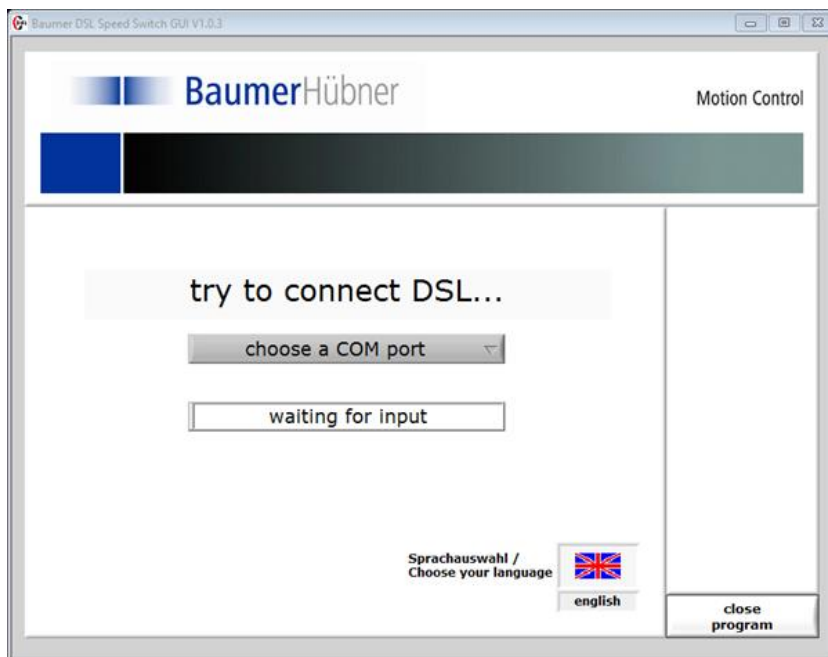 Baumer DSL Speed Switch GUI V1.0.3
BaumerHübner
Motion Control
try to connect DSL...
choose a COM port
waiting for input
Sprachauswahl /
Choose your language
english
close
program